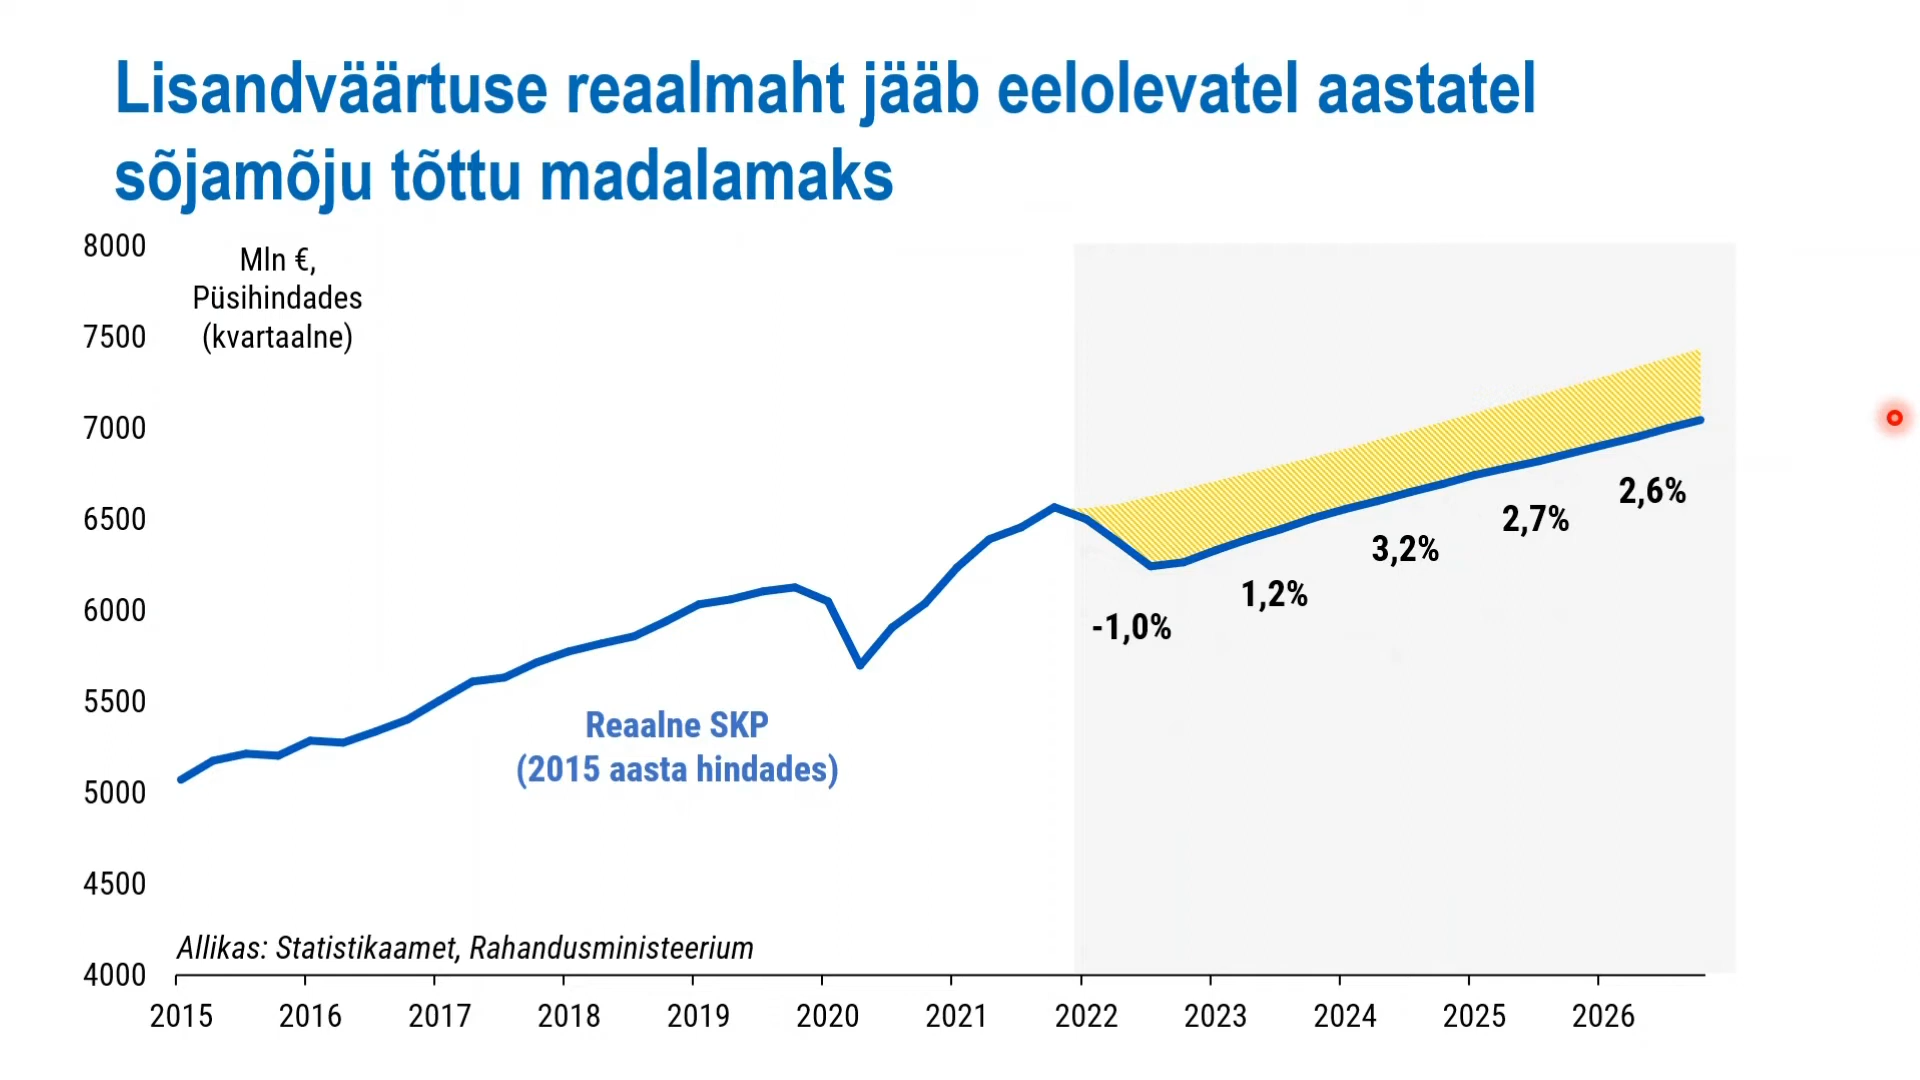 Lisandväärtuse reaalmaht jääb eelolevatel aastatel
sõjamõju tõttu madalamaks
8000
7500
7000
6500
6000
5500
5000
4500
4000
Mln €,
Püsihindades
(kvartaalne)
-1,0%
1,2%
3,2%
2,7%
2,6%
Reaalne SKP
(2015 aasta hindades)
Allikas: Statistikaamet, Rahandusministeerium
2015 2016 2017 2018 2019 2020 2021 2022 2023 2024 2025 2026